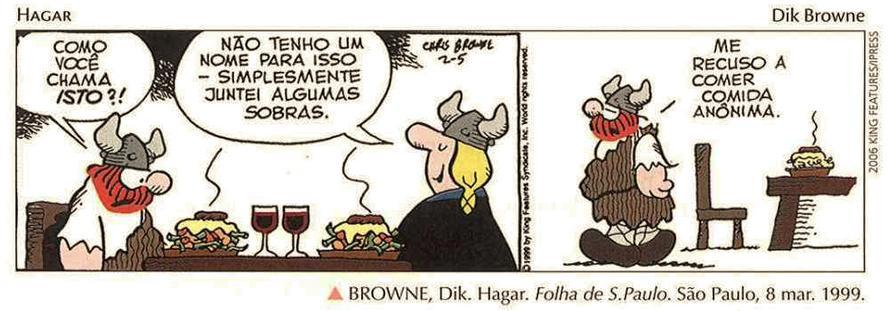 HAGAR
Dik Browne
COMO
VOCÊ
CHAMA
ISTO?!
NÃO TENHO UM
NOME PARA ISSO
– SIMPLESMENTE
JUNTEI ALGUMAS
SOBRAS.
CHRIS BROWNE
2-5
©1999 by King Features Syndicate, Inc. World rights reserved.
ME
RECUSO A
COMER
COMIDA
ANÔNIMA.
2006 KING FEATURES/IPRESS
▲ BROWNE, Dik. Hagar. Folha de S.Paulo. São Paulo, 8 mar. 1999.